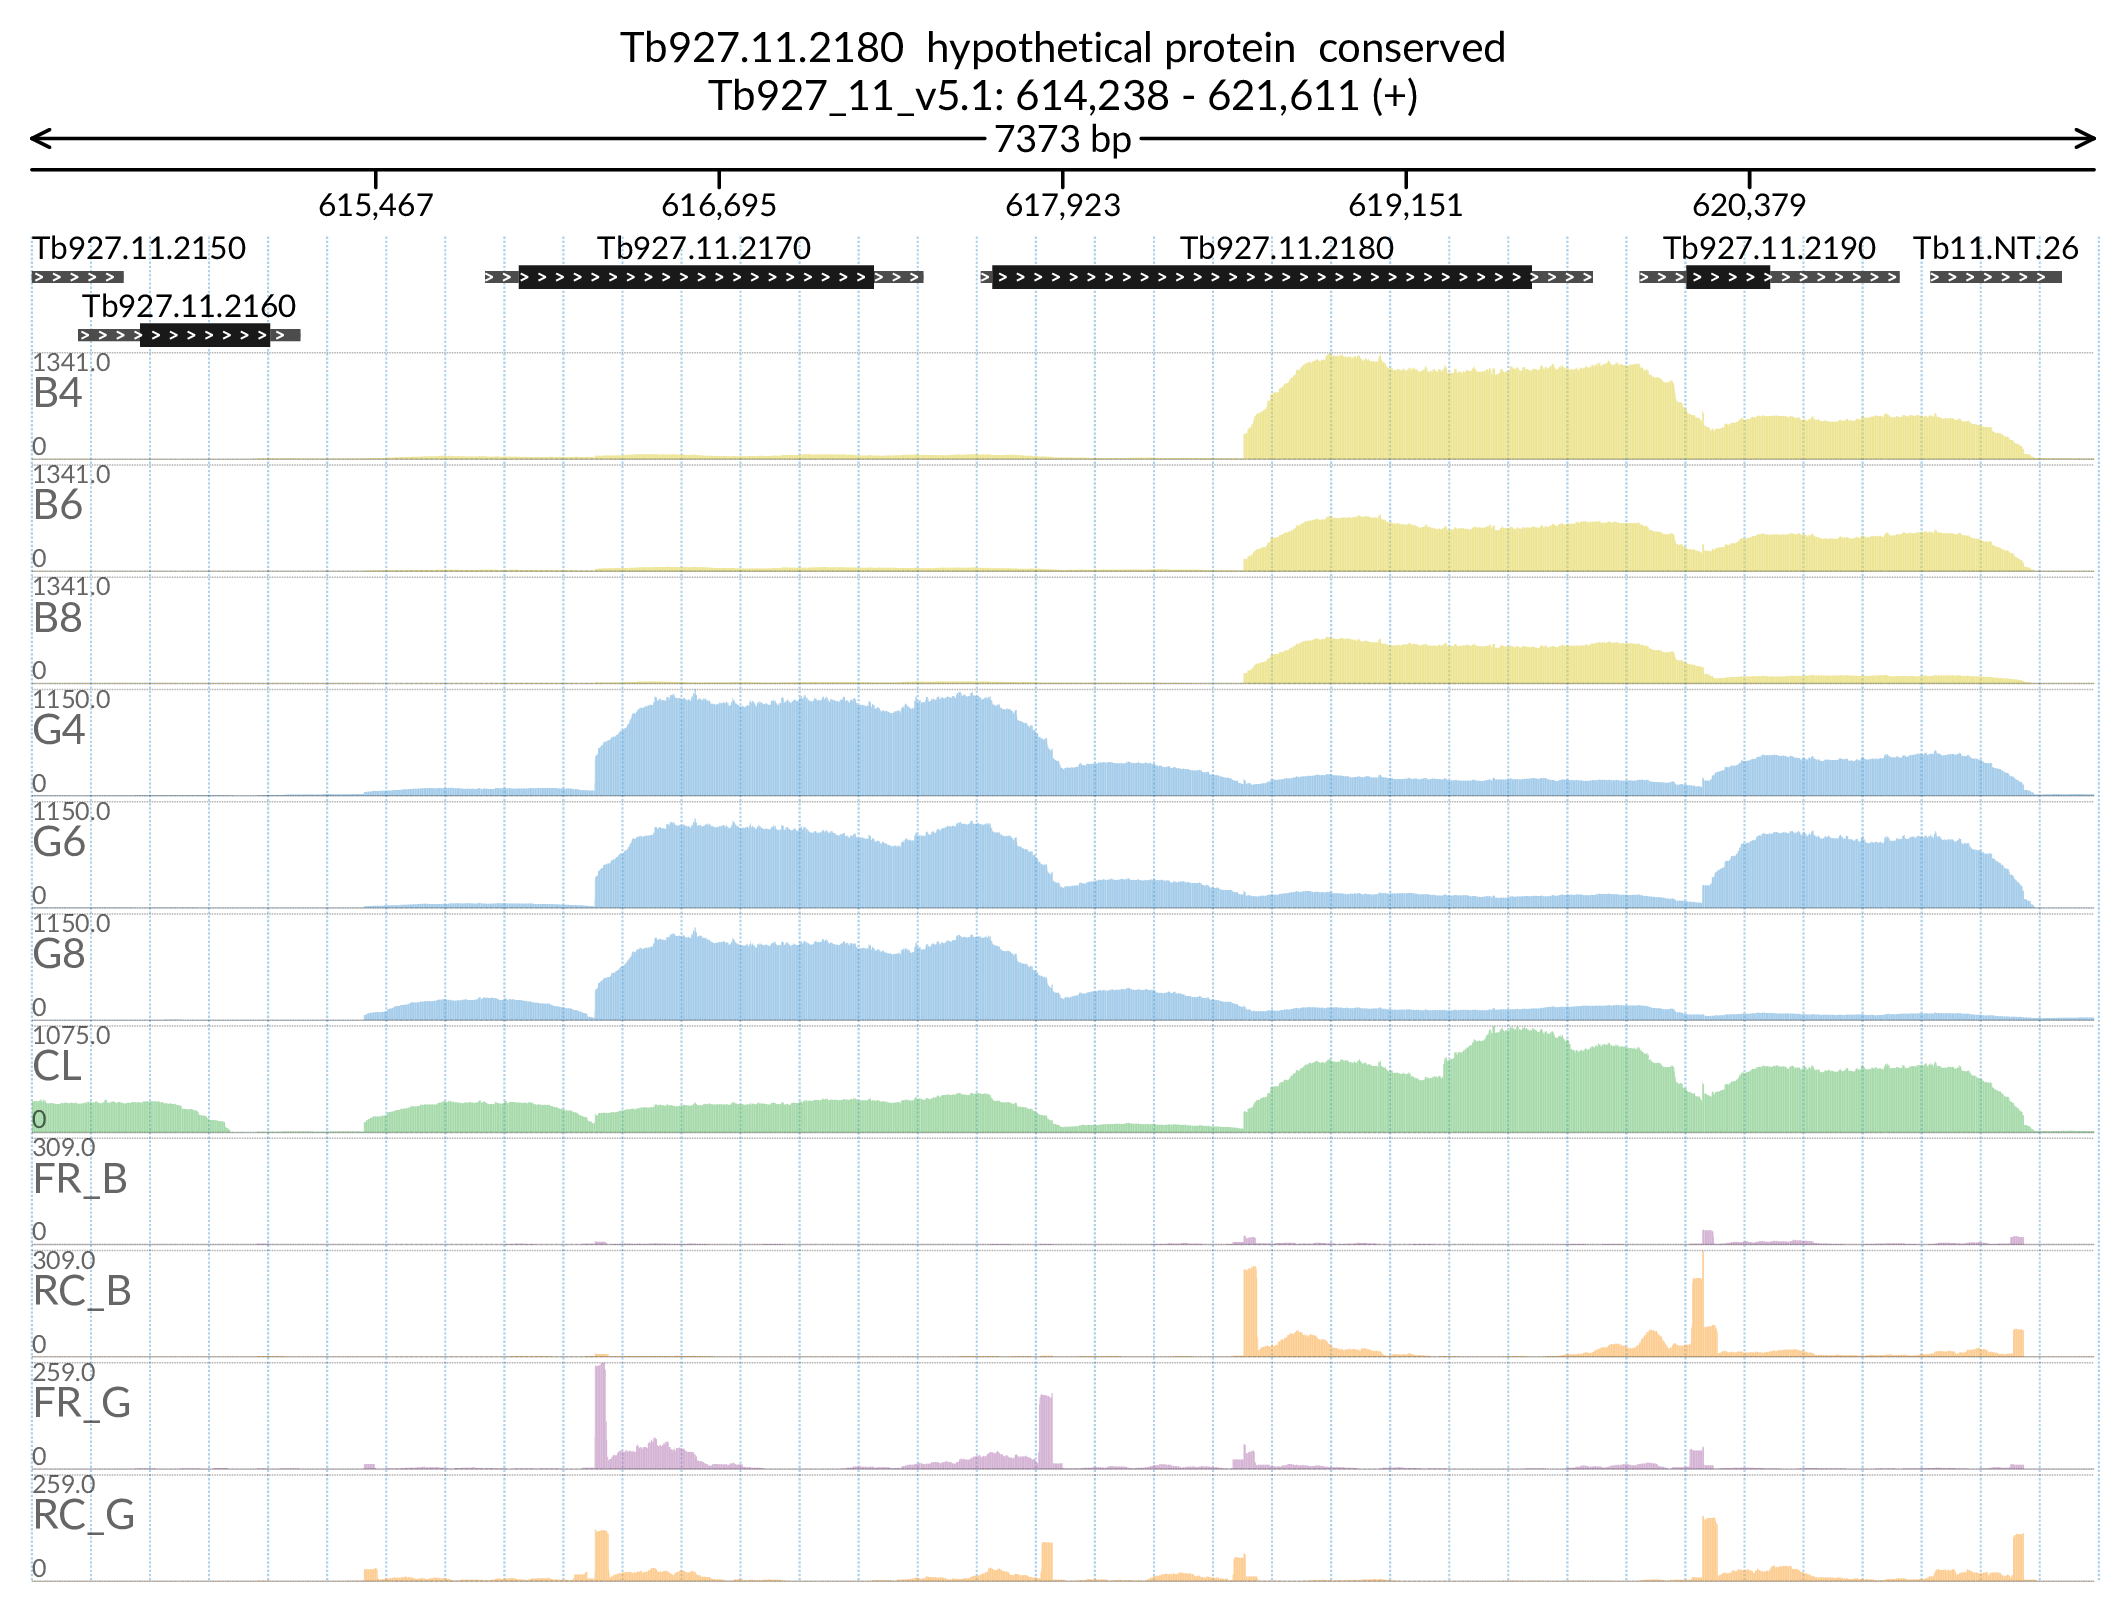 Tb927.11.2180 hypothetical protein conserved
Tb927_11_v5.1: 614,238 - 621,611 (+)
7373 bp
615,467 616,695 617,923 619,151 620,379
Tb927.11.2150 Tb927.11.2170 Tb927.11.2180 Tb927.11.2190 Tb11.NT.26
Tb927.11.2160
1341.0
B4
0
1341.0
B6
0
1341.0
B8
0
1150.0
G4
0
1150.0
G6
0
1150.0
G8
0
1075.0
CL
0
309.0
FR_B
0
309.0
RC_B
0
259.0
FR_G
0
259.0
RC_G
0